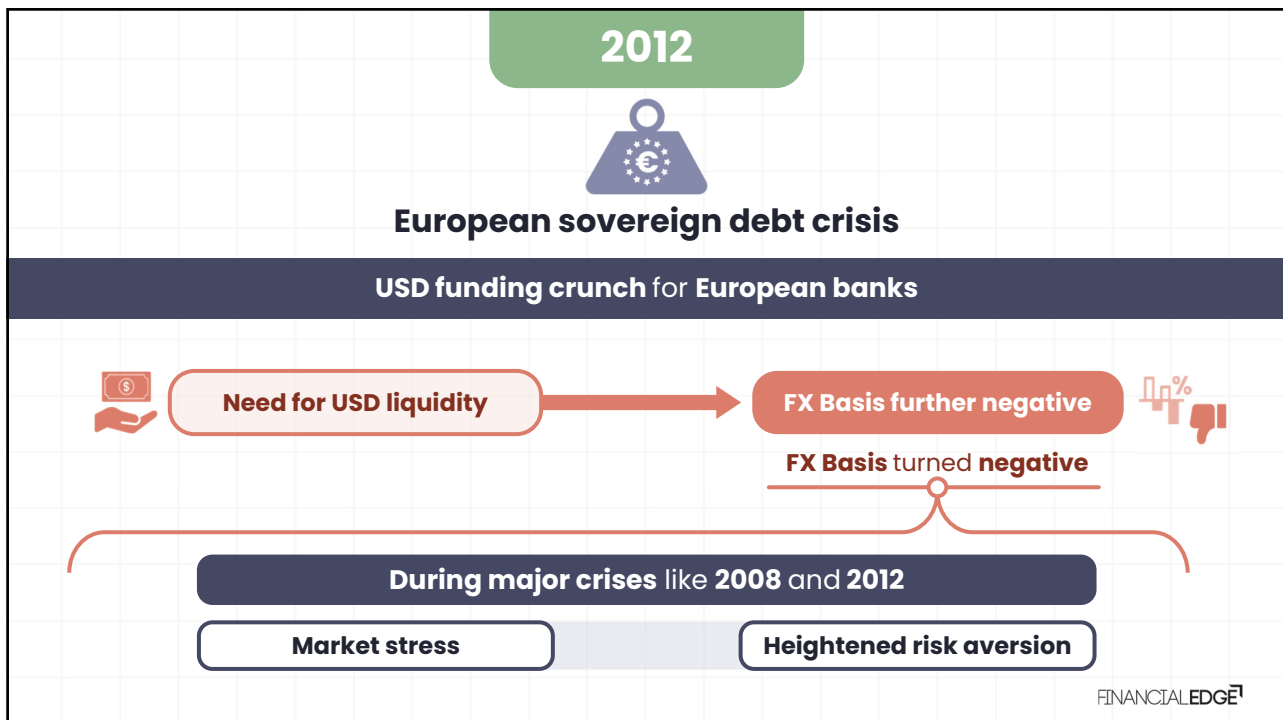 2012
€
European sovereign debt crisis
USD funding crunch for European banks
$
Need for USD liquidity
FX Basis further negative
%
FX Basis turned negative
During major crises like 2008 and 2012
Market stress
Heightened risk aversion
FINANCIALEDGE